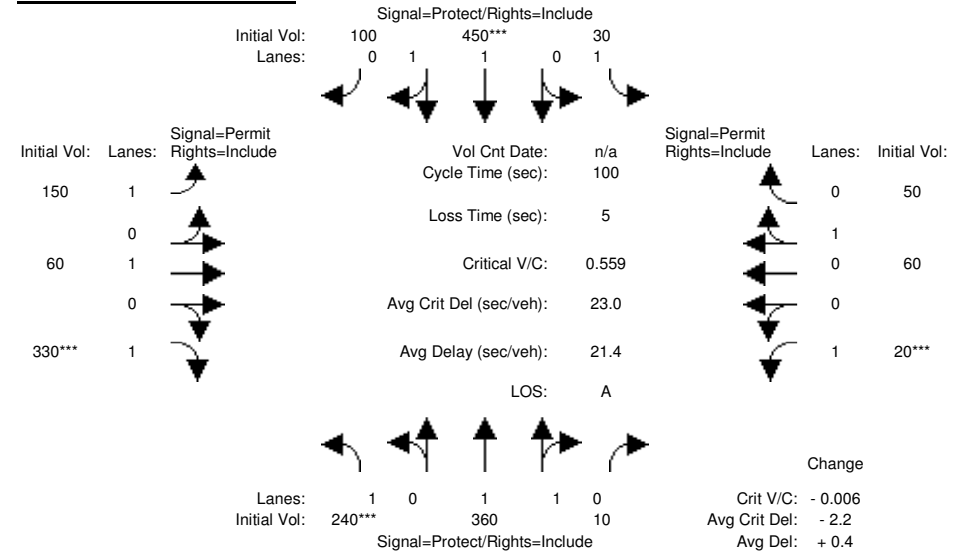 Signal=Protect/Rights=Include
Initial Vol: 100 450*** 30
Lanes: 0 1 1 0 1
Signal=Permit Signal=Permit
Initial Vol: Lanes: Rights=Include Vol Cnt Date: n/a Rights=Include Lanes: Initial Vol:
Cycle Time (sec): 100
150 1 0 50
Loss Time (sec): 5
0 1
60 1 Critical V/C: 0.559 0 60
0 Avg Crit Del (sec/veh): 23.0 0
330*** 1 Avg Delay (sec/veh): 21.4 1 20***
LOS: A
Change
Lanes: 1 0 1 1 0 Crit V/C: - 0.006
Initial Vol: 240*** 360 10 Avg Crit Del: - 2.2
Signal=Protect/Rights=Include Avg Del: + 0.4